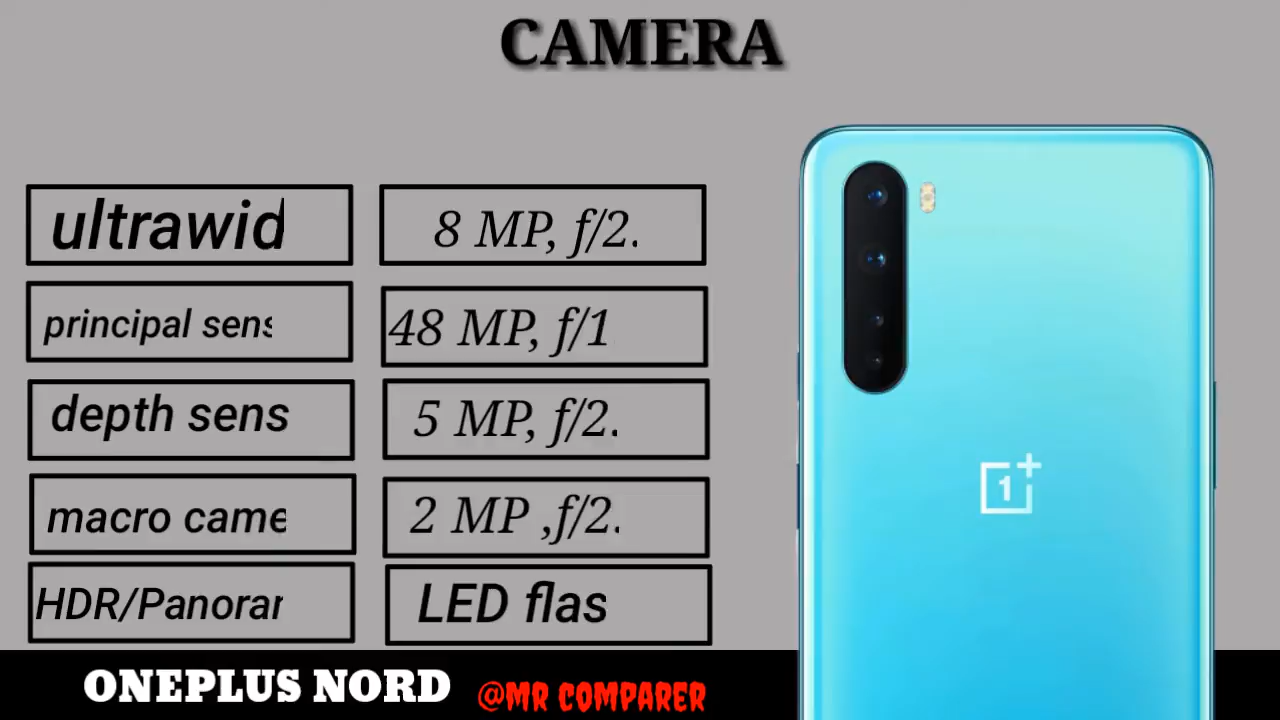 CAMERA
ultrawid
8 MP, f/2.
principal sens
48 MP, f/1
depth sens
5 MP, f/2.
macro came
2 MP ,f/2.
HDR/Panorar
LED flas
1+
ONEPLUS NORD
@MR COMPARER